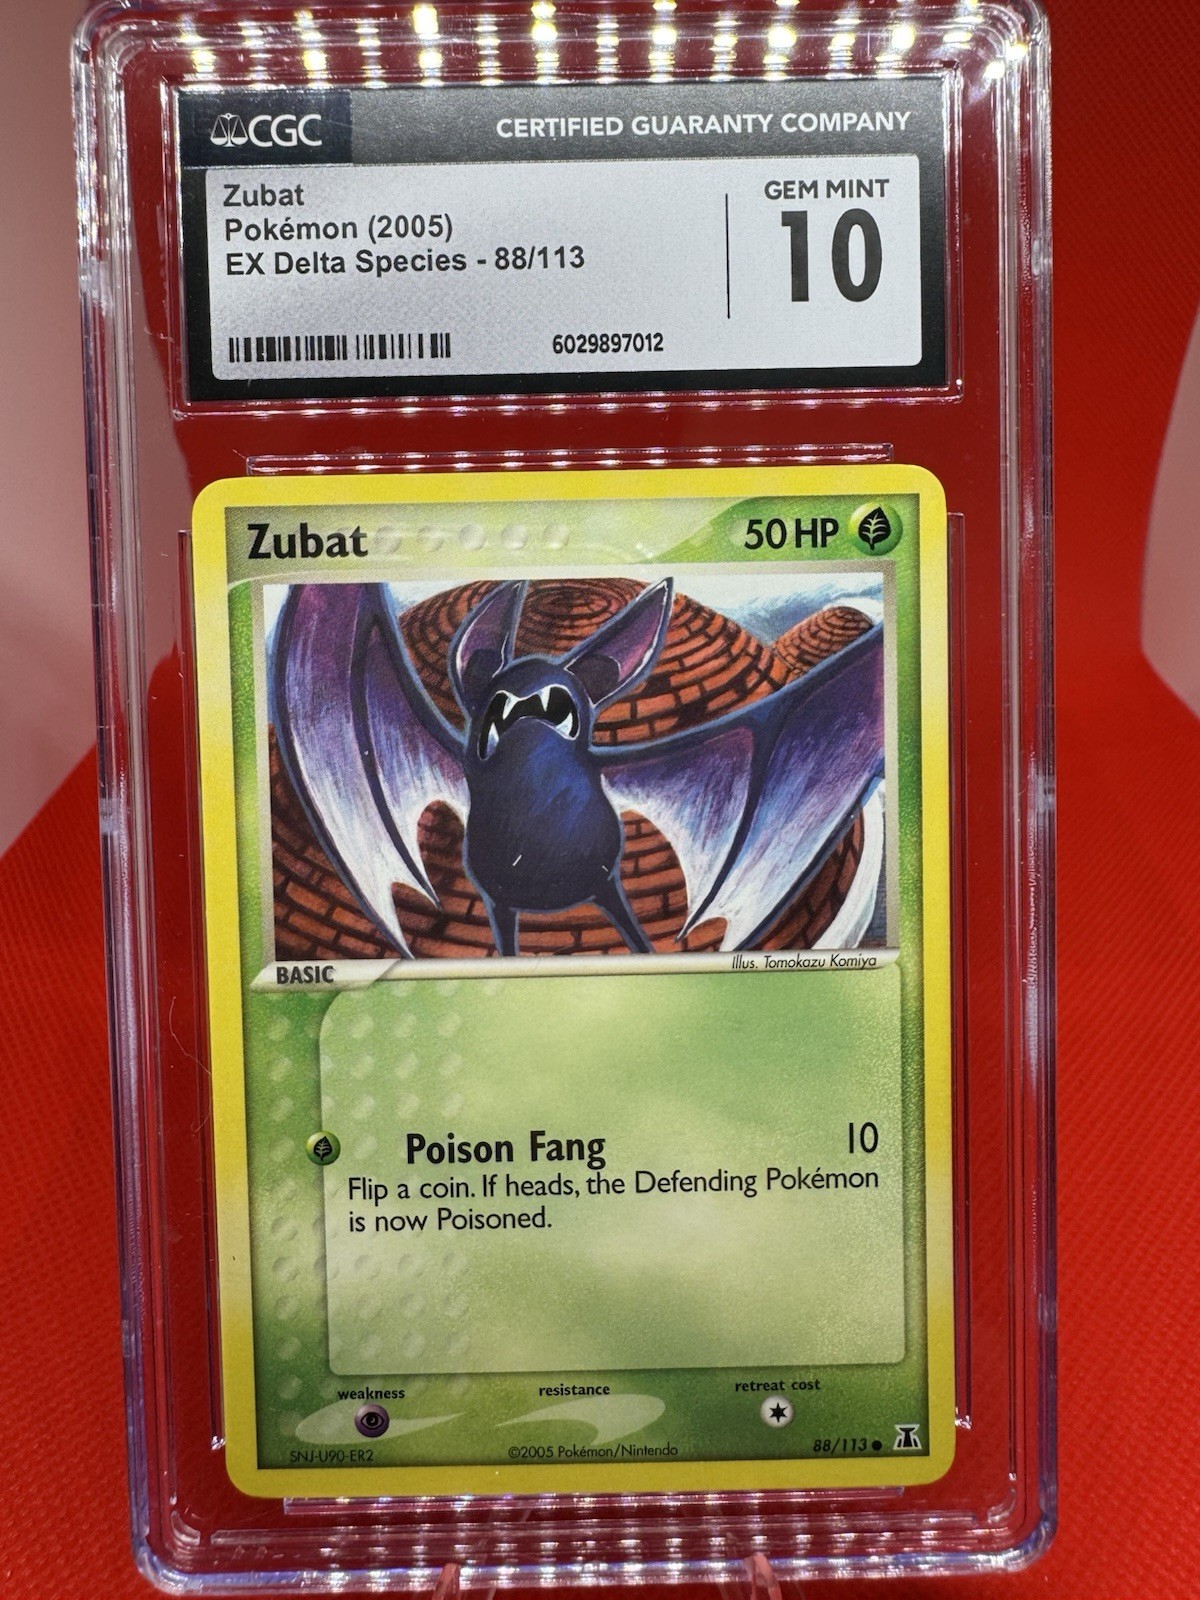 CGC
CERTIFIED GUARANTY COMPANY
Zubat
Pokémon (2005)
EX Delta Species - 88/113
GEM MINT
10
6029897012
Zubat
50 HP
BASIC
Illus. Tomokazu Komiya
Poison Fang
10
Flip a coin. If heads, the Defending Pokémon
is now Poisoned.
weakness
resistance
retreat cost
SNJ-U90-ER2
©2005 Pokémon/Nintendo
88/113